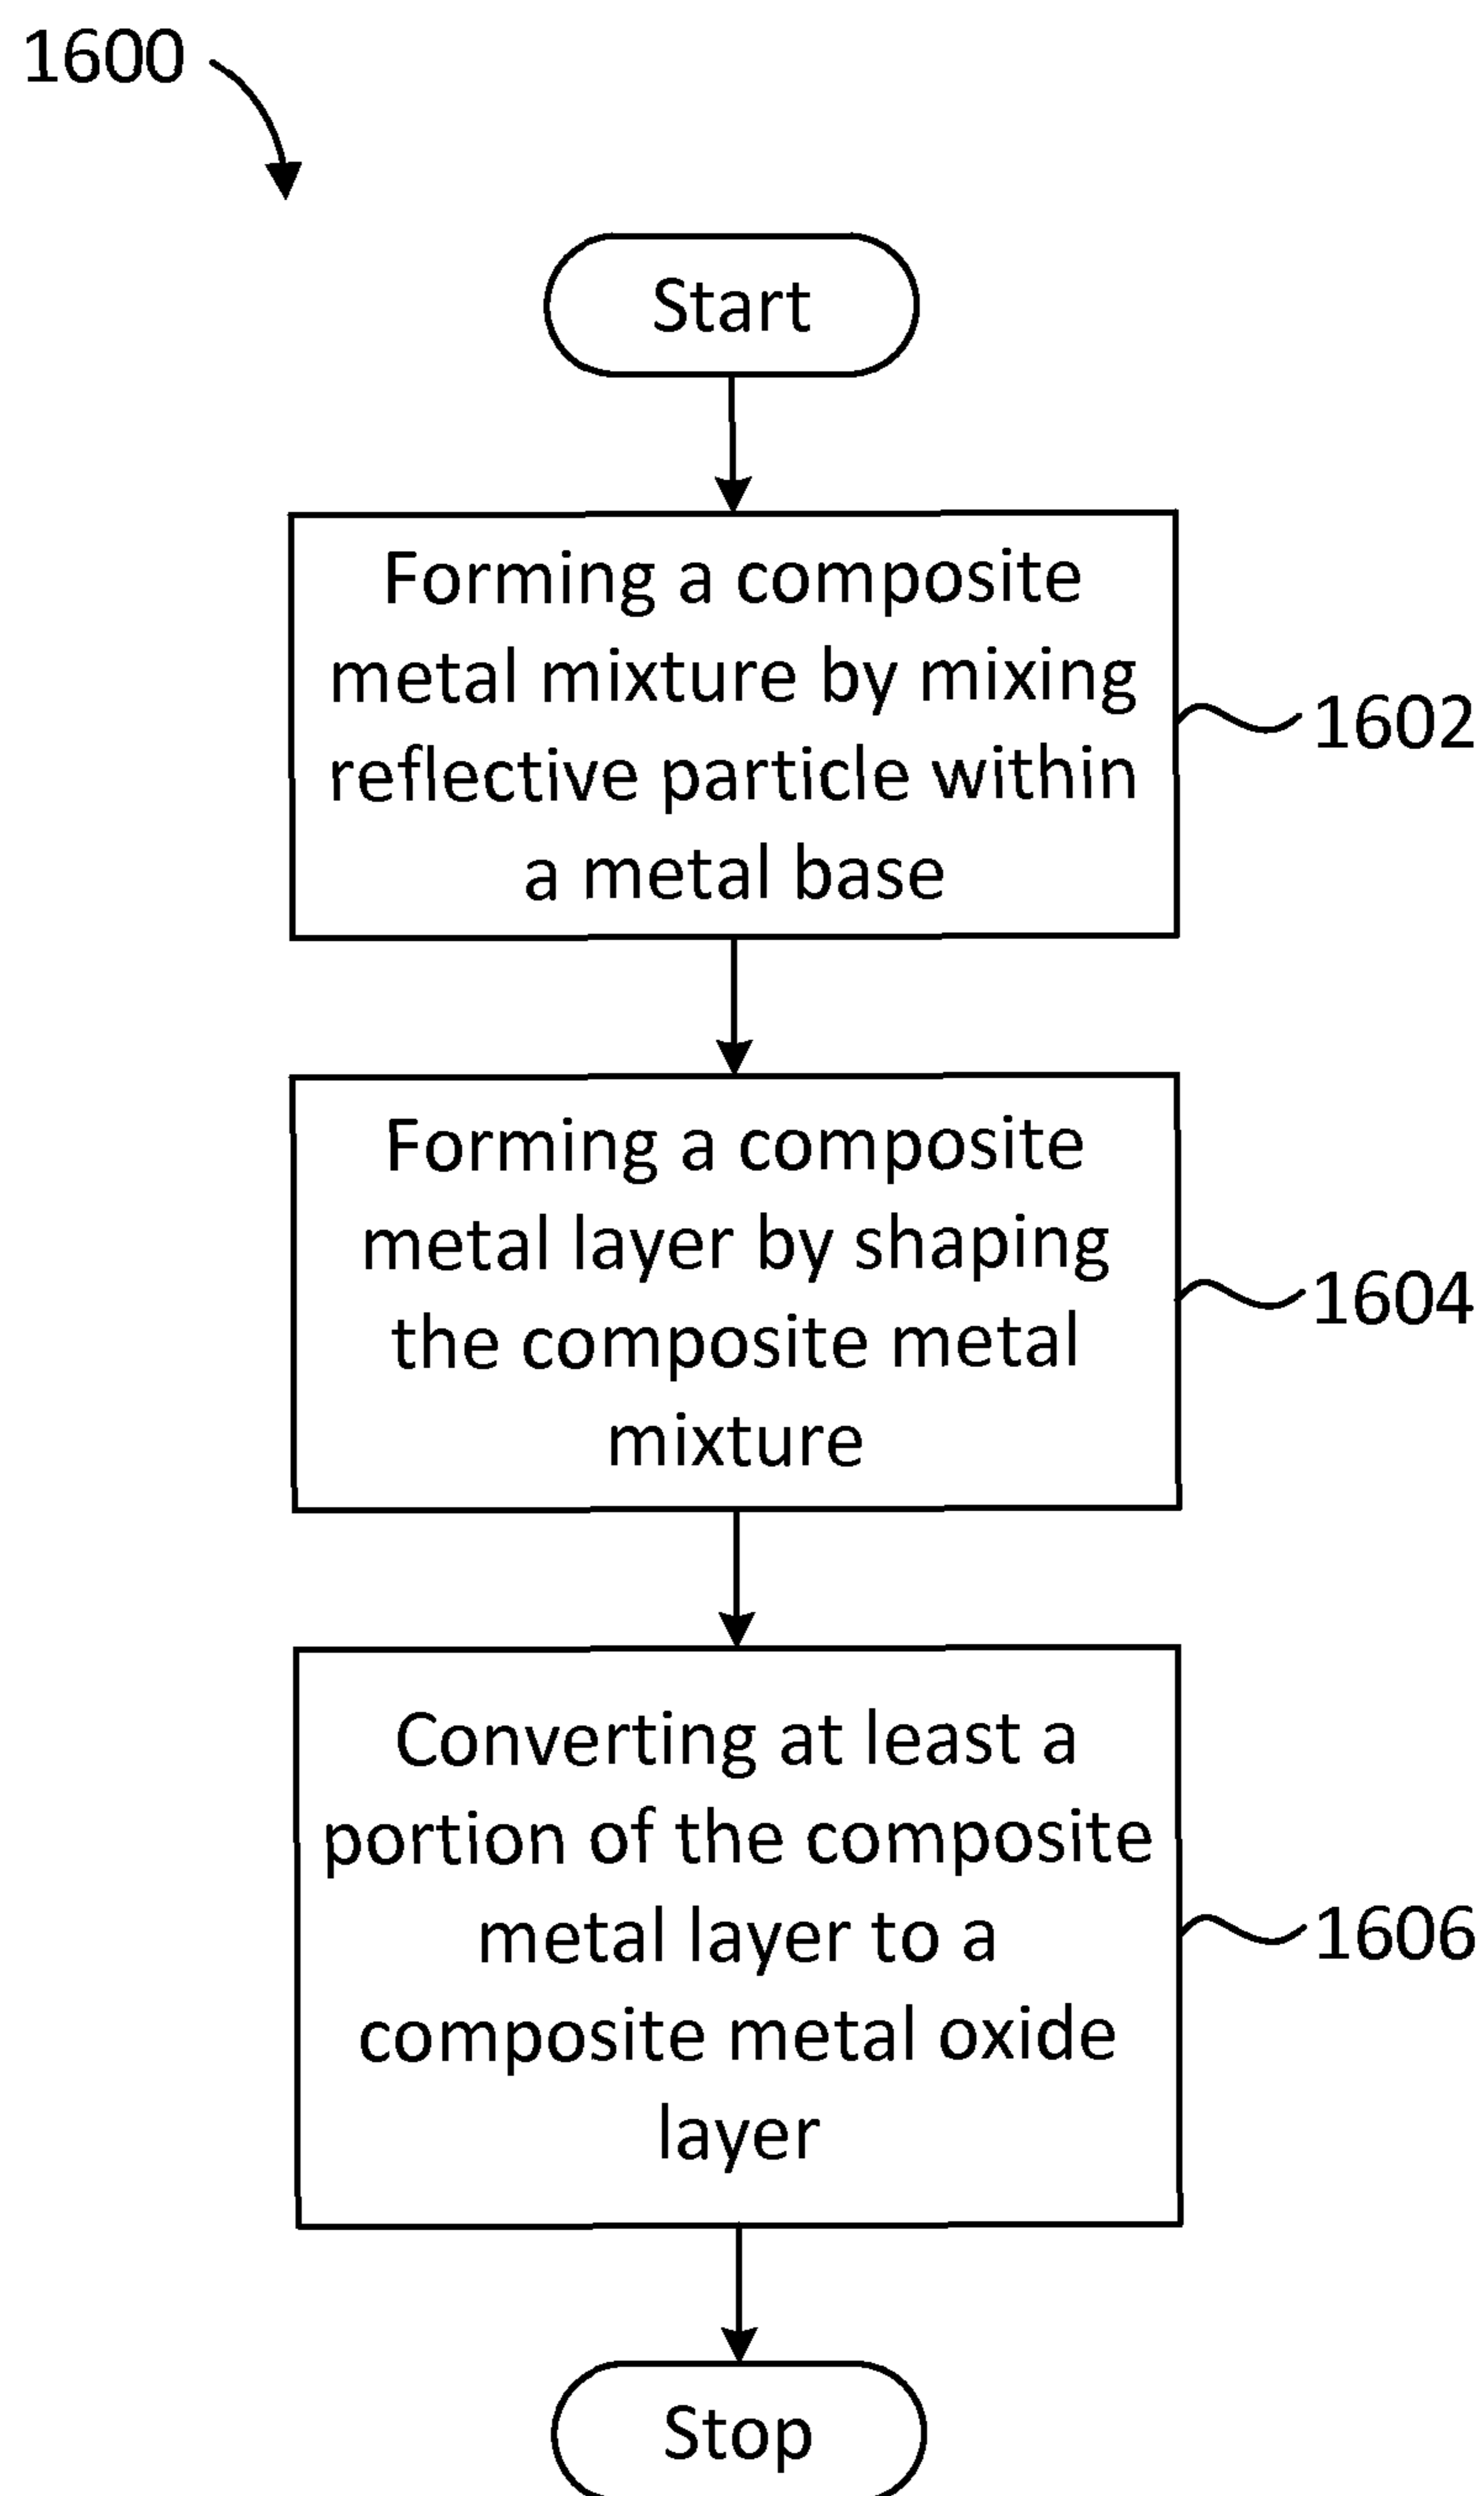 1600
Start
Forming a composite
metal mixture by mixing
reflective particle within
a metal base
1602
Forming a composite
metal layer by shaping
the composite metal
mixture
1604
Converting at least a
portion of the composite
metal layer to a
composite metal oxide
layer
1606
Stop